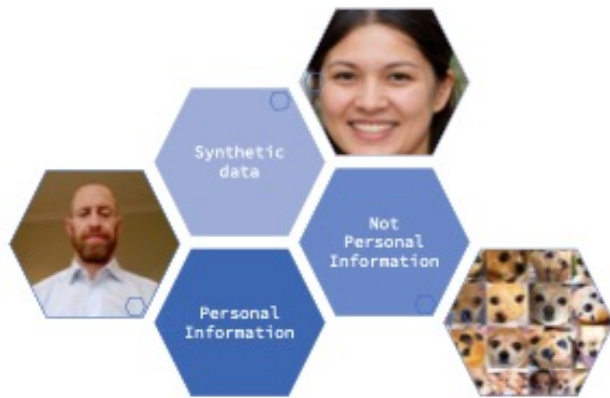 Synthetic
data
Not
Personal
Information
Personal
Information